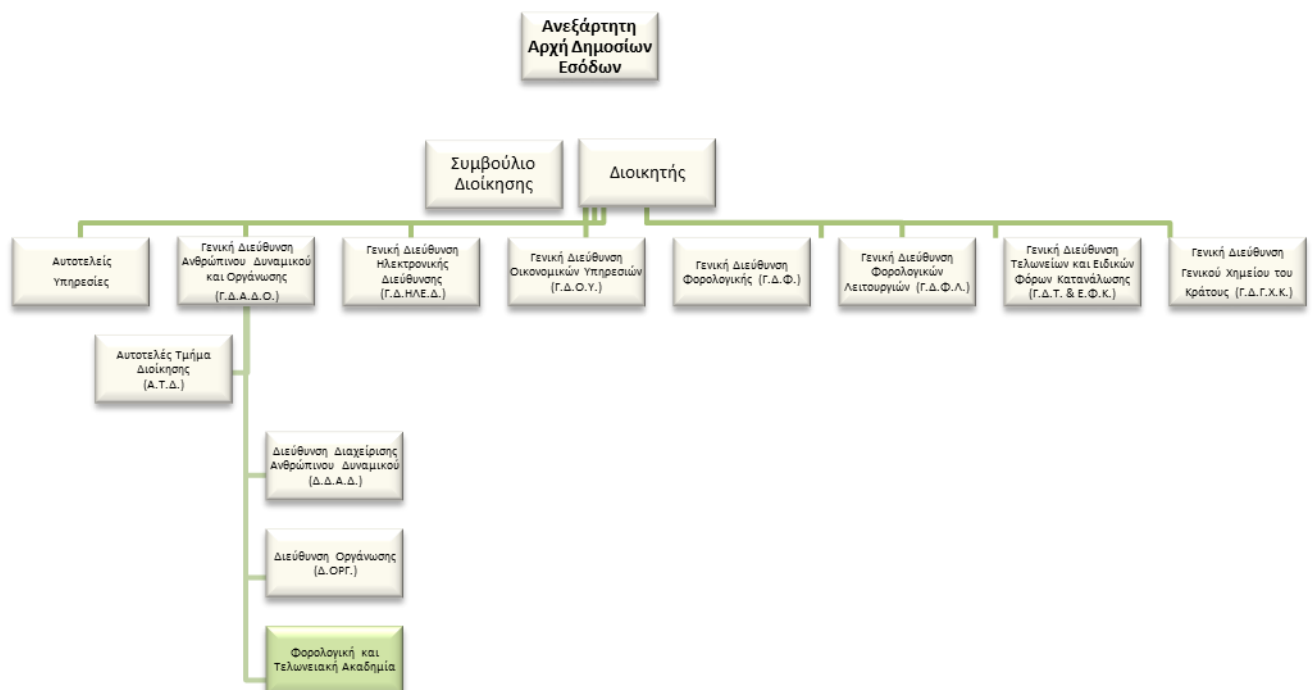 Ανεξάρτητη
Αρχή Δημοσίων
Εσόδων
Συμβούλιο
Διοίκησης
Διοικητής
Αυτοτελείς
Υπηρεσίες
Γενική Διεύθυνση
Ανθρώπινου Δυναμικού
και Οργάνωσης
(Γ.Δ.Α.Δ.Ο.)
Γενική Διεύθυνση
Ηλεκτρονικής
Διεύθυνσης
(Γ.Δ.ΗΛΕ.Δ.)
Γενική Διεύθυνση
Οικονομικών Υπηρεσιών
(Γ.Δ.Ο.Υ.)
Γενική Διεύθυνση
Φορολογικής (Γ.Δ.Φ.)
Γενική Διεύθυνση
Φορολογικών
Λειτουργιών (Γ.Δ.Φ.Λ.)
Γενική Διεύθυνση
Τελωνείων και Ειδικών
Φόρων Κατανάλωσης
(Γ.Δ.Τ. & Ε.Φ.Κ.)
Γενική Διεύθυνση
Γενικού Χημείου του
Κράτους (Γ.Δ.Γ.Χ.Κ.)
Αυτοτελές Τμήμα
Διοίκησης
(Α.Τ.Δ.)
Διεύθυνση Διαχείρισης
Ανθρώπινου Δυναμικού
(Δ.Δ.Α.Δ.)
Διεύθυνση Οργάνωσης
(Δ.ΟΡΓ.)
Φορολογική και
Τελωνειακή Ακαδημία